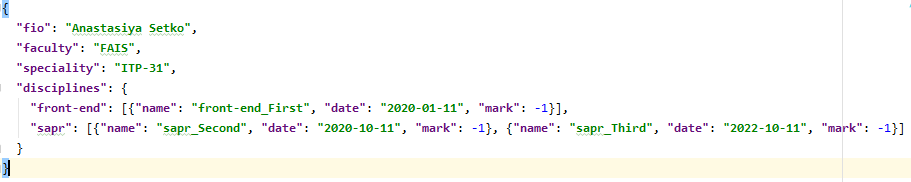 {
"fio": "Anastasiya Setko",
"faculty": "FAIS",
"speciality": "ITP-31",
"disciplines": {
"front-end": [{"name": "front-end_First", "date": "2020-01-11", "mark": -1}],
"sapr": [{"name": "sapr_Second", "date": "2020-10-11", "mark": -1}, {"name": "sapr_Third", "date": "2022-10-11", "mark": -1}]
}
}